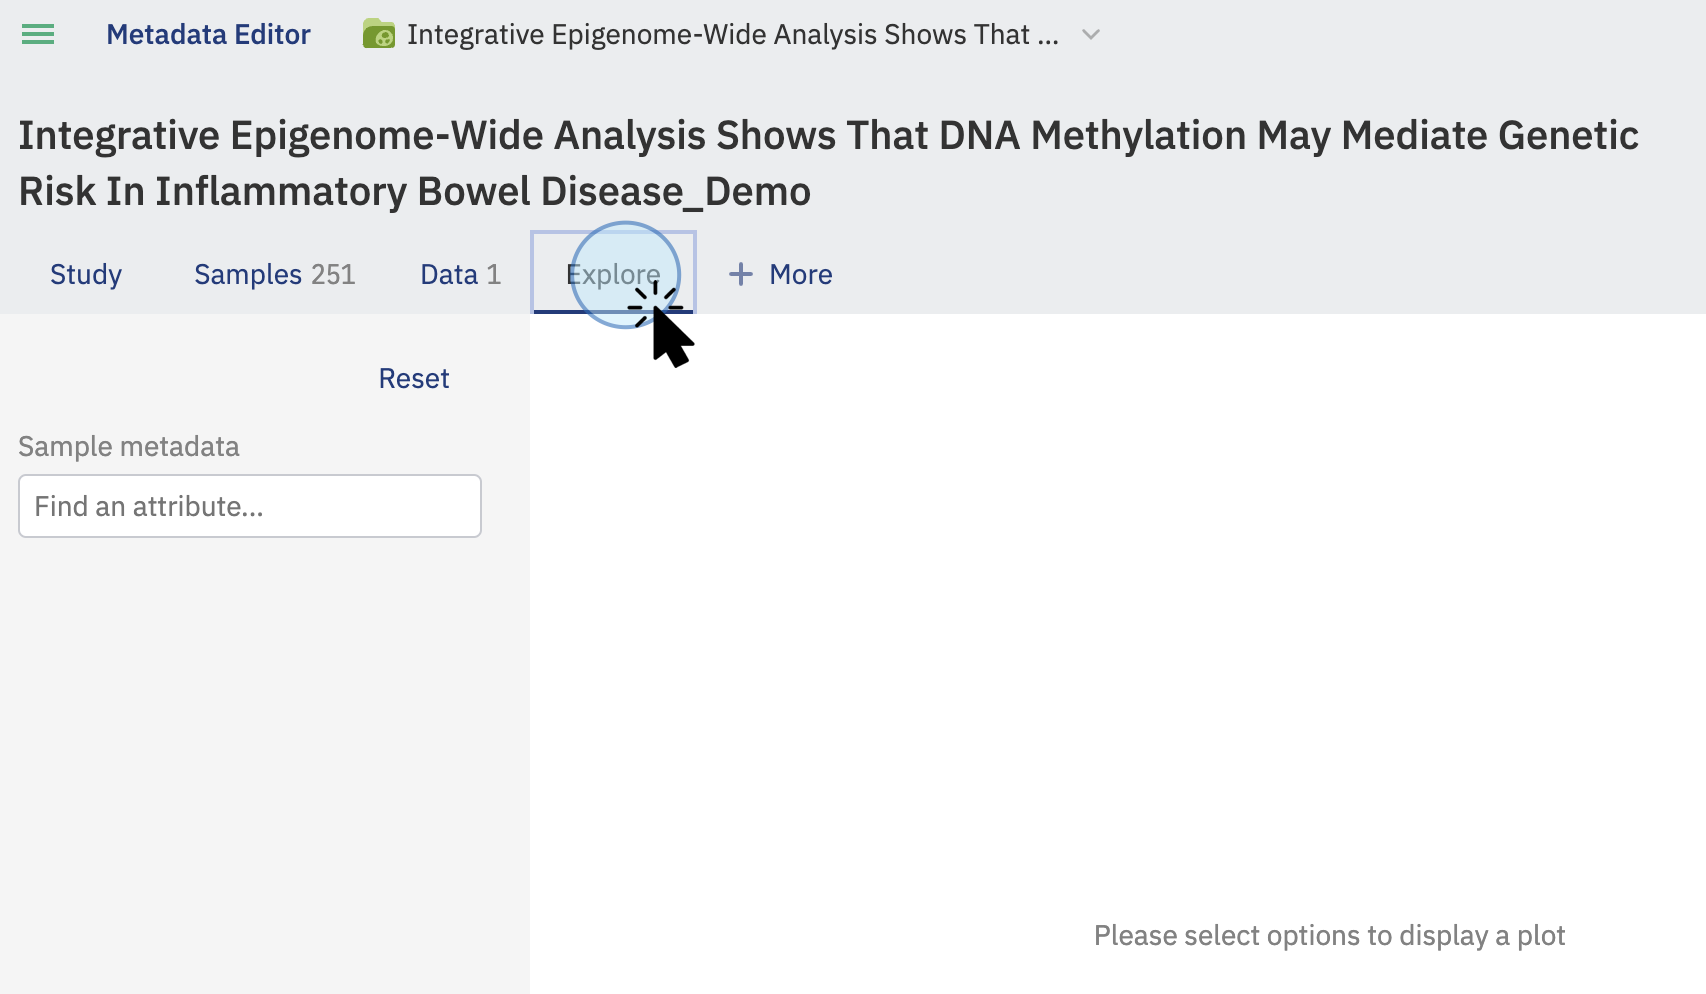 Metadata Editor Integrative Epigenome-Wide Analysis Shows That ...
Integrative Epigenome-Wide Analysis Shows That DNA Methylation May Mediate Genetic
Risk In Inflammatory Bowel Disease_Demo
Study Samples 251 Data 1 Explore + More
Reset
Sample metadata
Find an attribute...
Please select options to display a plot